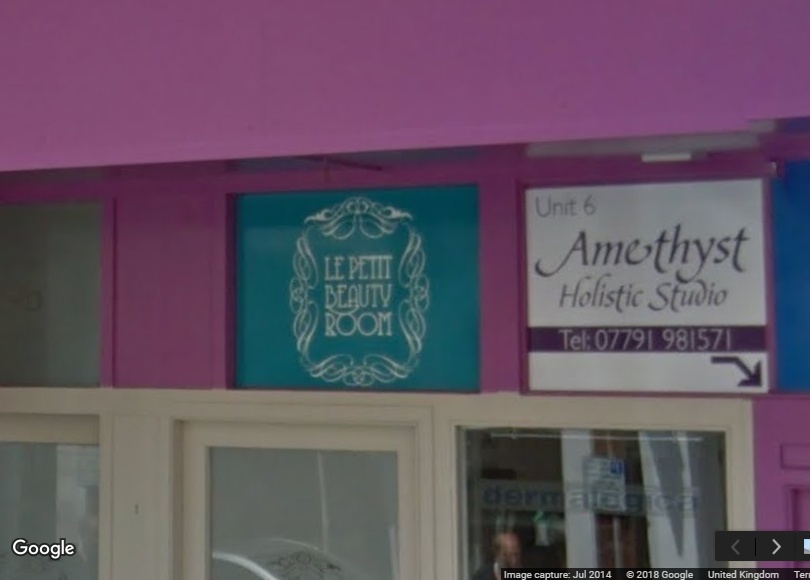 LE PETIT
BEAUTY
ROOM
Unit 6
Amethyst
Holistic Studio
Tel: 07791 981571
dermalogica
Google
Image capture: Jul 2014 © 2018 Google United Kingdom